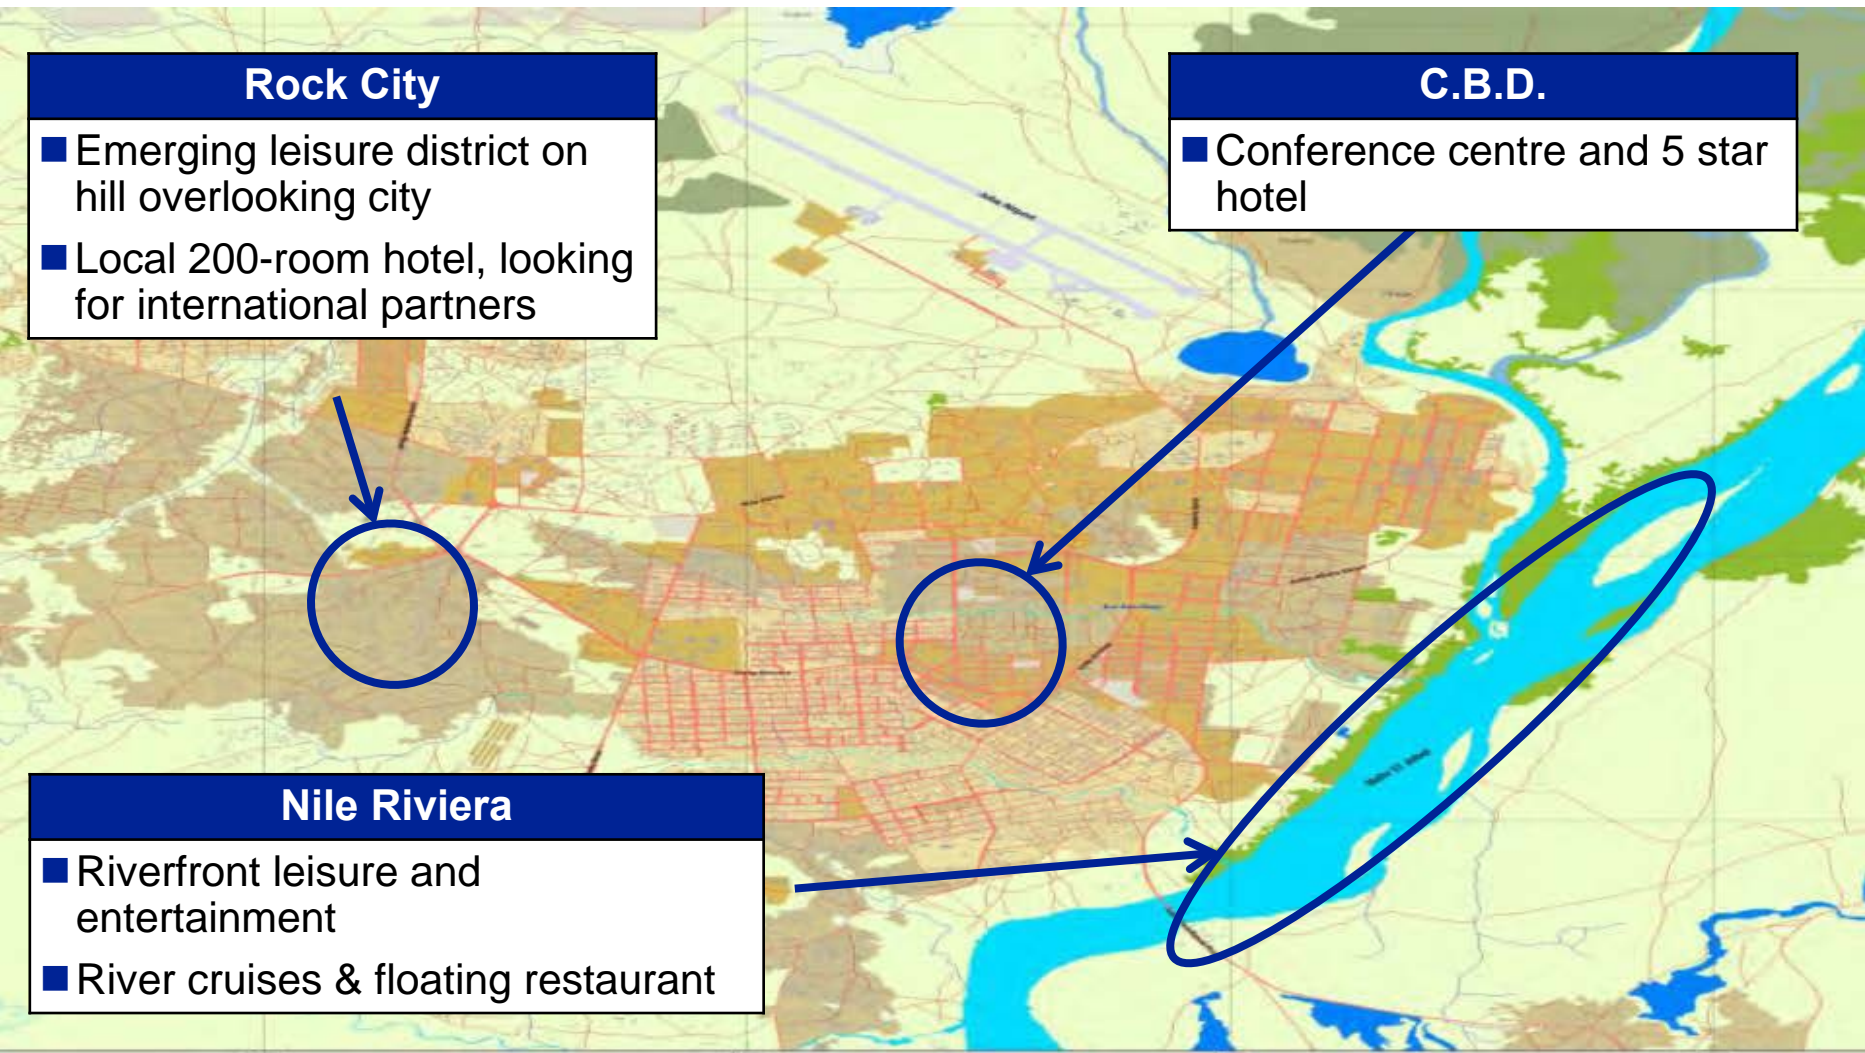 Rock City
Emerging leisure district on
hill overlooking city
Local 200-room hotel, looking
for international partners
C.B.D.
Conference centre and 5 star
hotel
Nile Riviera
Riverfront leisure and
entertainment
River cruises & floating restaurant